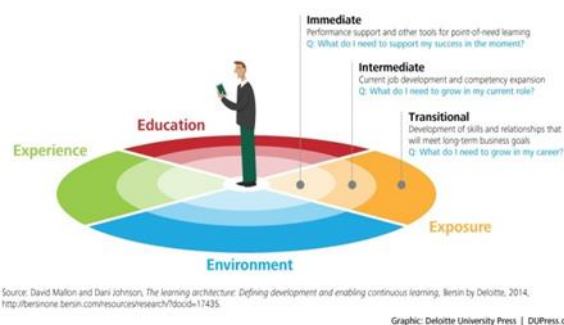 Immediate
Performance support and other tools for point-of-need learning
Q: What do I need to support my success in the moment?
Intermediate
Current job development and competency expansion
Q: What do I need to grow in my current role?
Transitional
Development of skills and relationships that
will meet long-term business goals
Q: What do I need to grow in my career?
Education
Experience
Exposure
Environment
Source: David Mallon and Dani Johnson, The learning architecture: Defining development and enabling continuous learning, Bersin by Deloitte, 2014,
http://bersinone.bersin.com/resources/research/?docid=17435.
Graphic: Deloitte University Press | DUPress.c